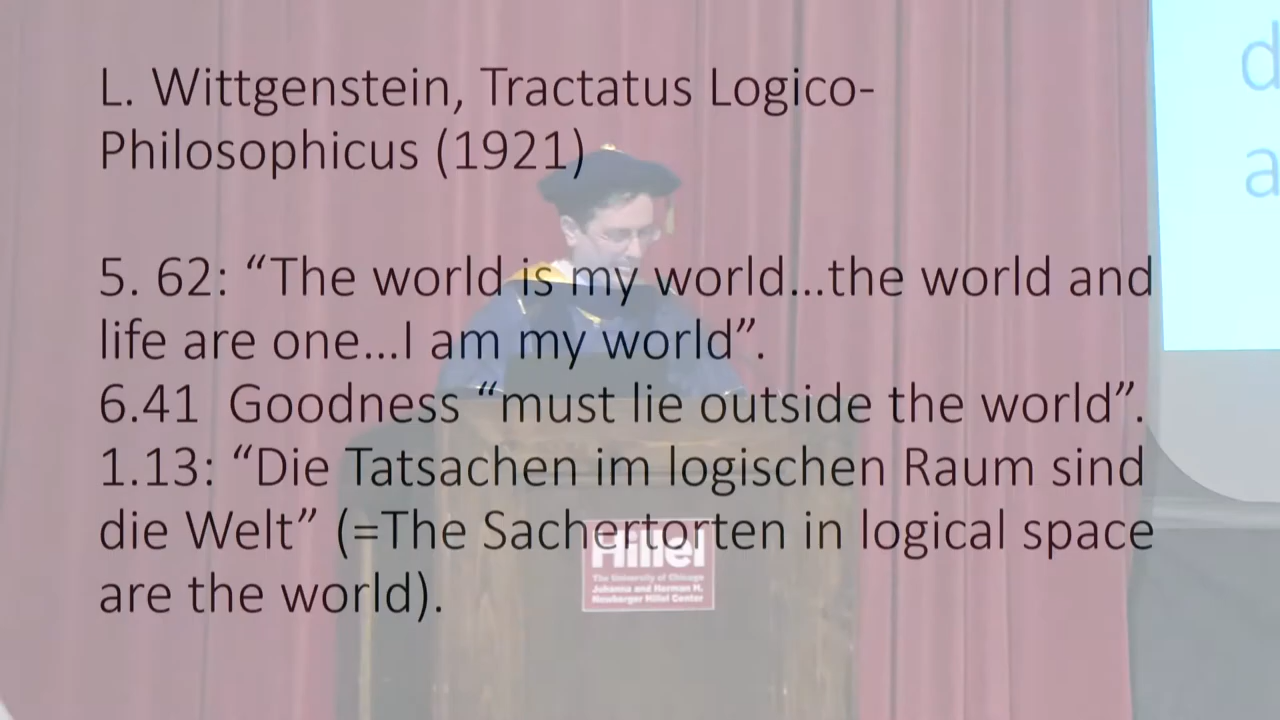 L. Wittgenstein, Tractatus Logico-
Philosophicus (1921)
5. 62: “The world is my world...the world and
life are one...I am my world”.
6.41 Goodness “must lie outside the world”.
1.13: “Die Tatsachen im logischen Raum sind
die Welt” (=The Sachertorten in logical space
are the world).
Hillel
The University of Chicago
Johanna and Herman H.
Newberger Hillel Center
d
a